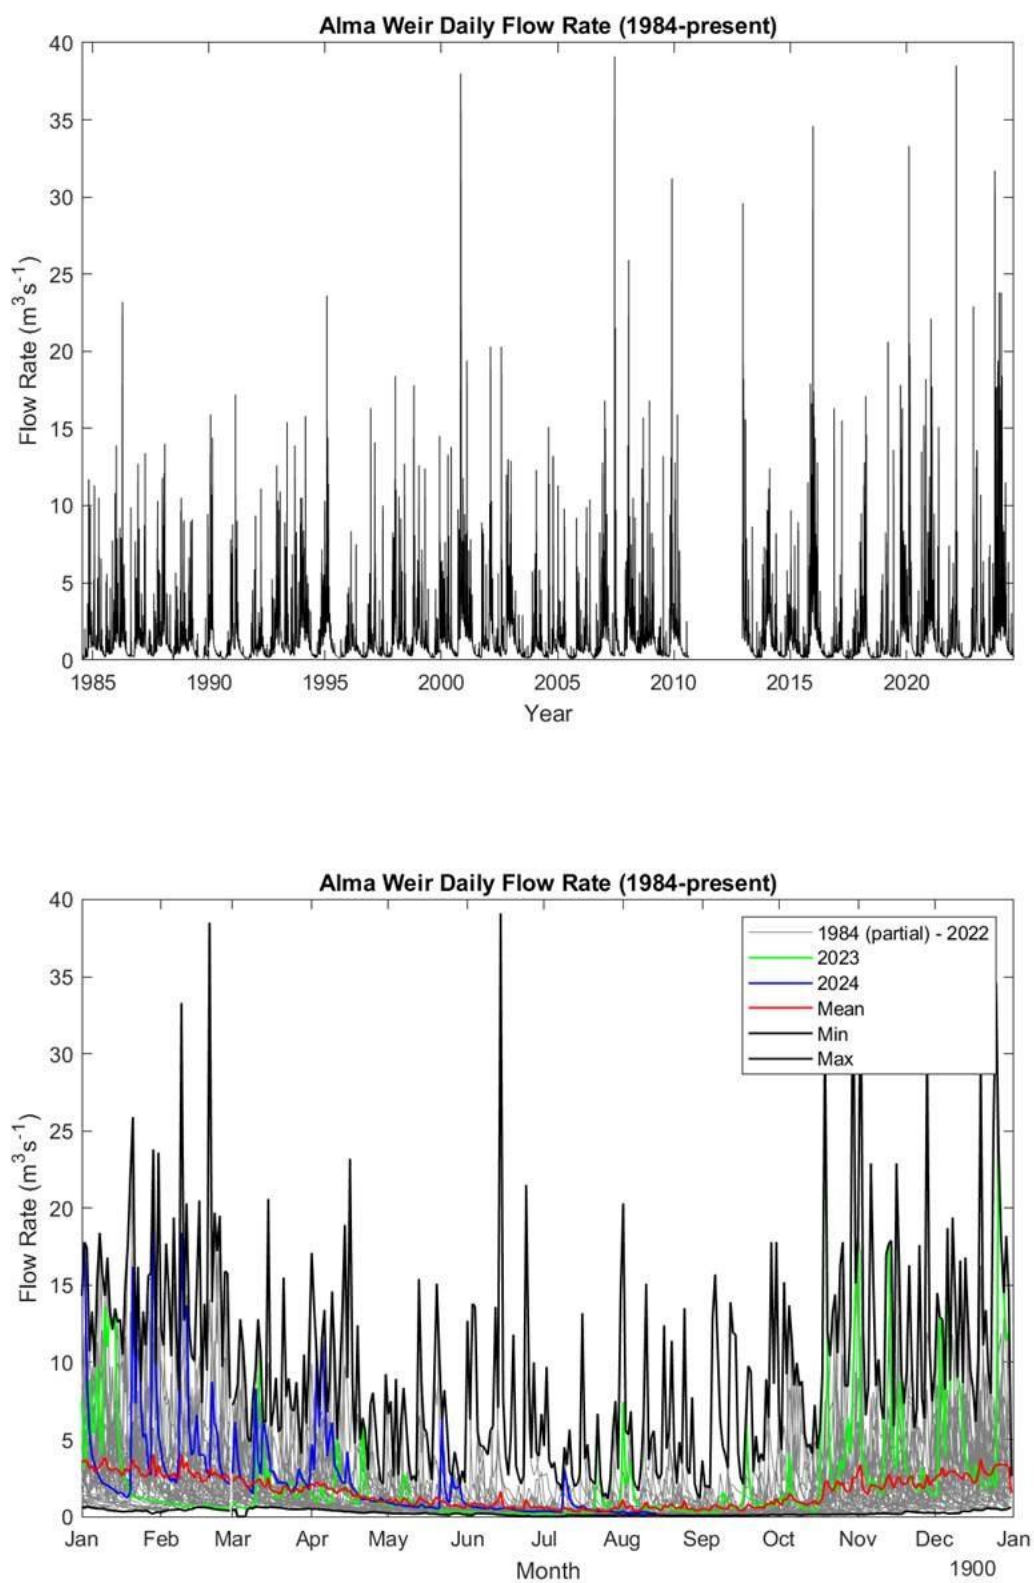 Alma Weir Daily Flow Rate (1984-present)
40
35
30
25
20
15
10
5
0
Flow Rate (m³s⁻¹)
1985 1990 1995 2000 2005 2010 2015 2020
Year
Alma Weir Daily Flow Rate (1984-present)
40
35
30
25
20
15
10
5
0
Flow Rate (m³s⁻¹)
1984 (partial) - 2022
2023
2024
Mean
Min
Max
Jan Feb Mar Apr May Jun Jul Aug Sep Oct Nov Dec Jan
Month
1900